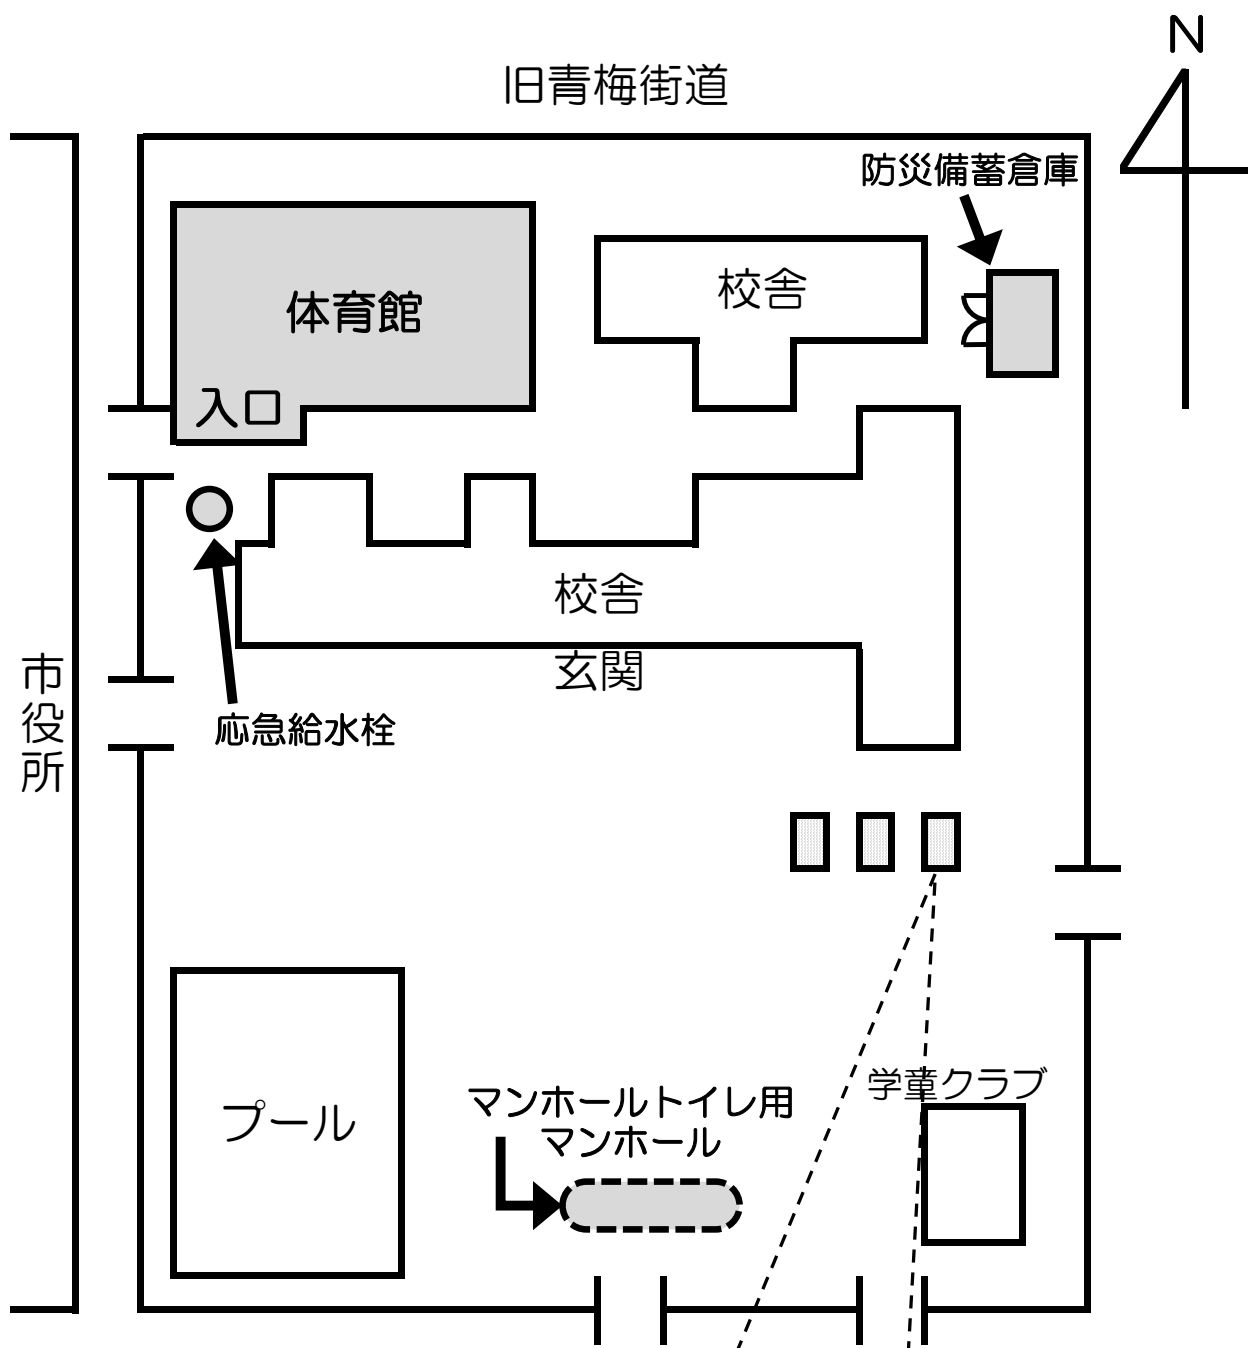 N
旧青梅街道
防災備蓄倉庫
校舎
体育館
入口
校舎
玄関
市役所
応急給水栓
学童クラブ
プール
マンホールトイレ用
マンホール